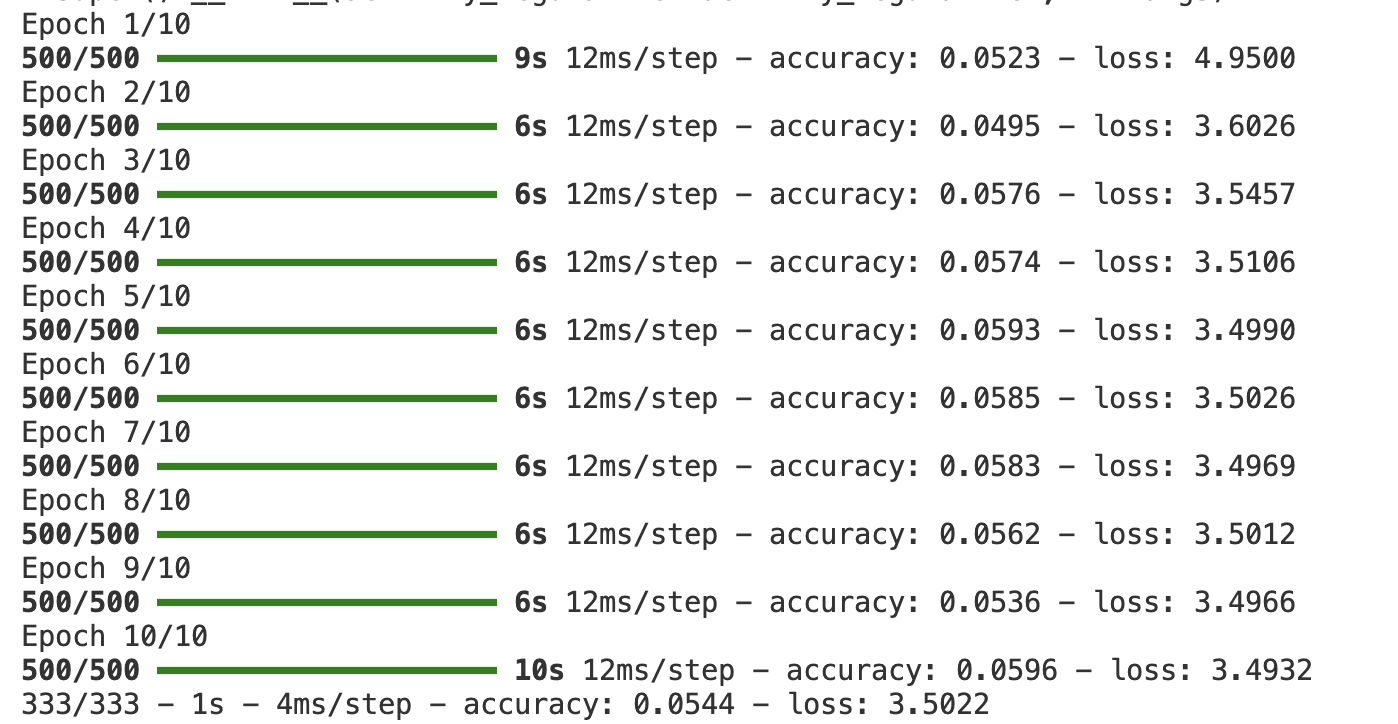 Epoch 1/10
500/500 9s 12ms/step - accuracy: 0.0523 - loss: 4.9500
Epoch 2/10
500/500 6s 12ms/step - accuracy: 0.0495 - loss: 3.6026
Epoch 3/10
500/500 6s 12ms/step - accuracy: 0.0576 - loss: 3.5457
Epoch 4/10
500/500 6s 12ms/step - accuracy: 0.0574 - loss: 3.5106
Epoch 5/10
500/500 6s 12ms/step - accuracy: 0.0593 - loss: 3.4990
Epoch 6/10
500/500 6s 12ms/step - accuracy: 0.0585 - loss: 3.5026
Epoch 7/10
500/500 6s 12ms/step - accuracy: 0.0583 - loss: 3.4969
Epoch 8/10
500/500 6s 12ms/step - accuracy: 0.0562 - loss: 3.5012
Epoch 9/10
500/500 6s 12ms/step - accuracy: 0.0536 - loss: 3.4966
Epoch 10/10
500/500 10s 12ms/step - accuracy: 0.0596 - loss: 3.4932
333/333 - 1s - 4ms/step - accuracy: 0.0544 - loss: 3.5022